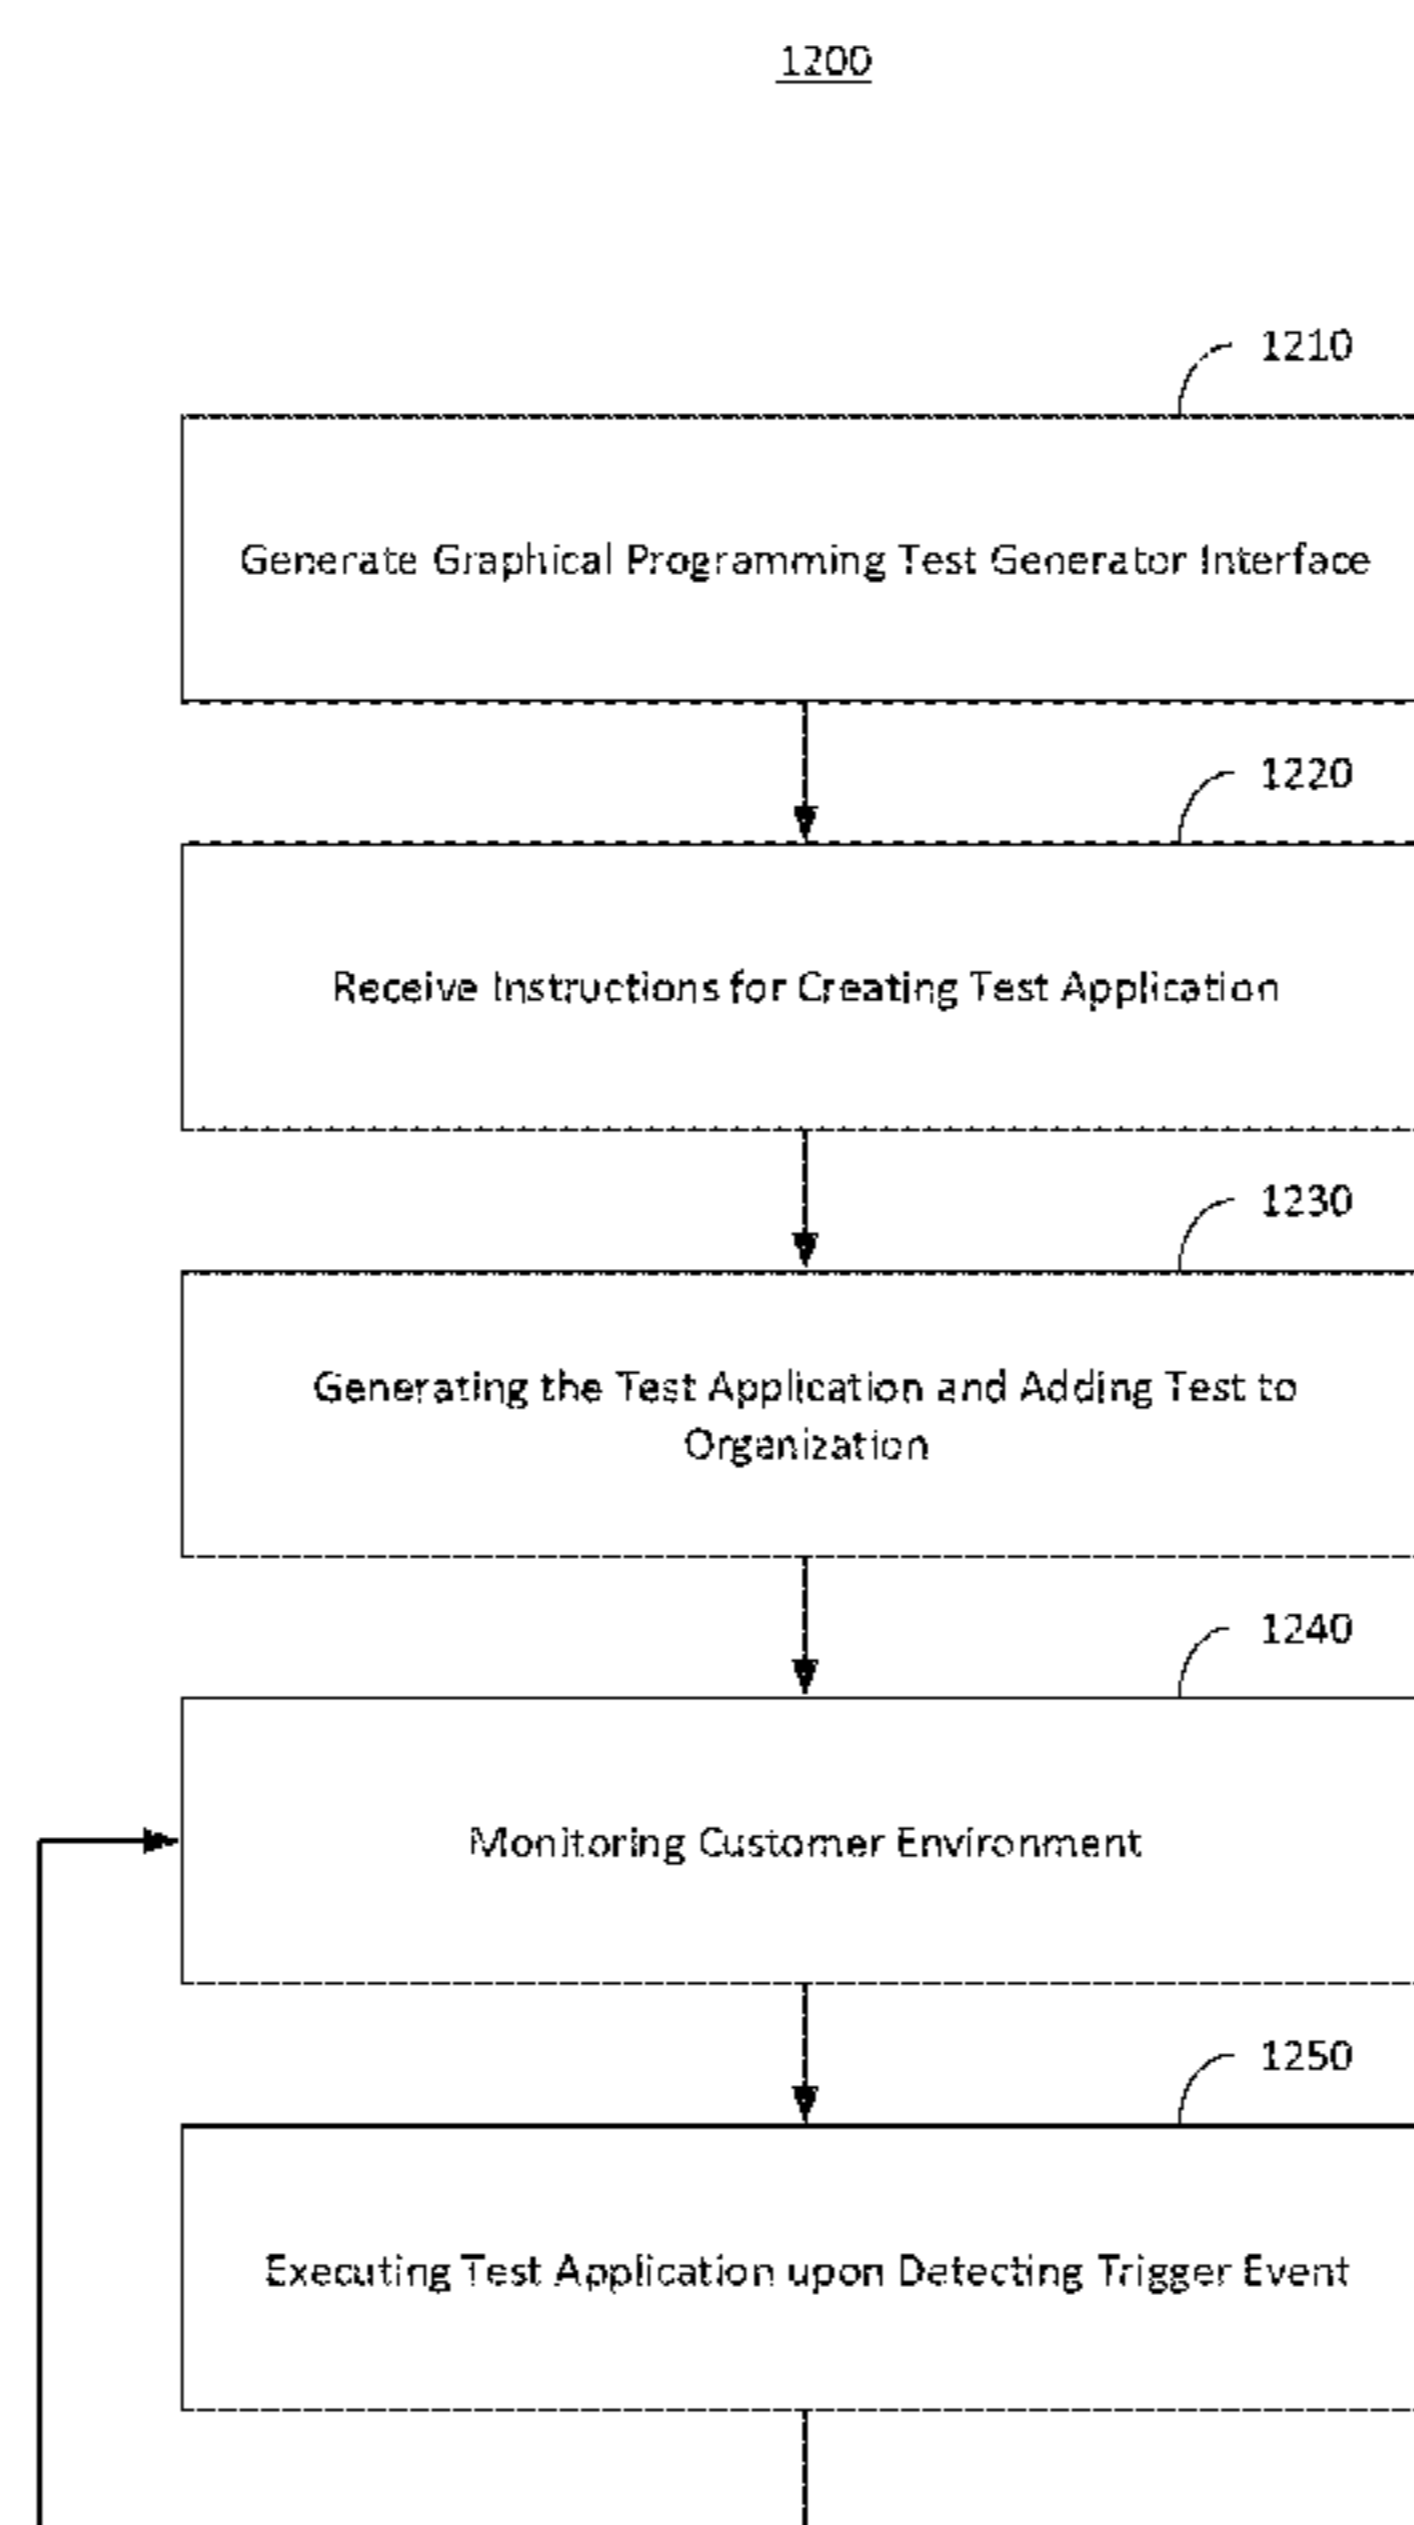 1200
1210
Generate Graphical Programming Test Generator Interface
1220
Receive Instructions for Creating Test Application
1230
Generating the Test Application and Adding Test to
Organization
1240
Monitoring Customer Environment
1250
Executing Test Application upon Detecting Trigger Event